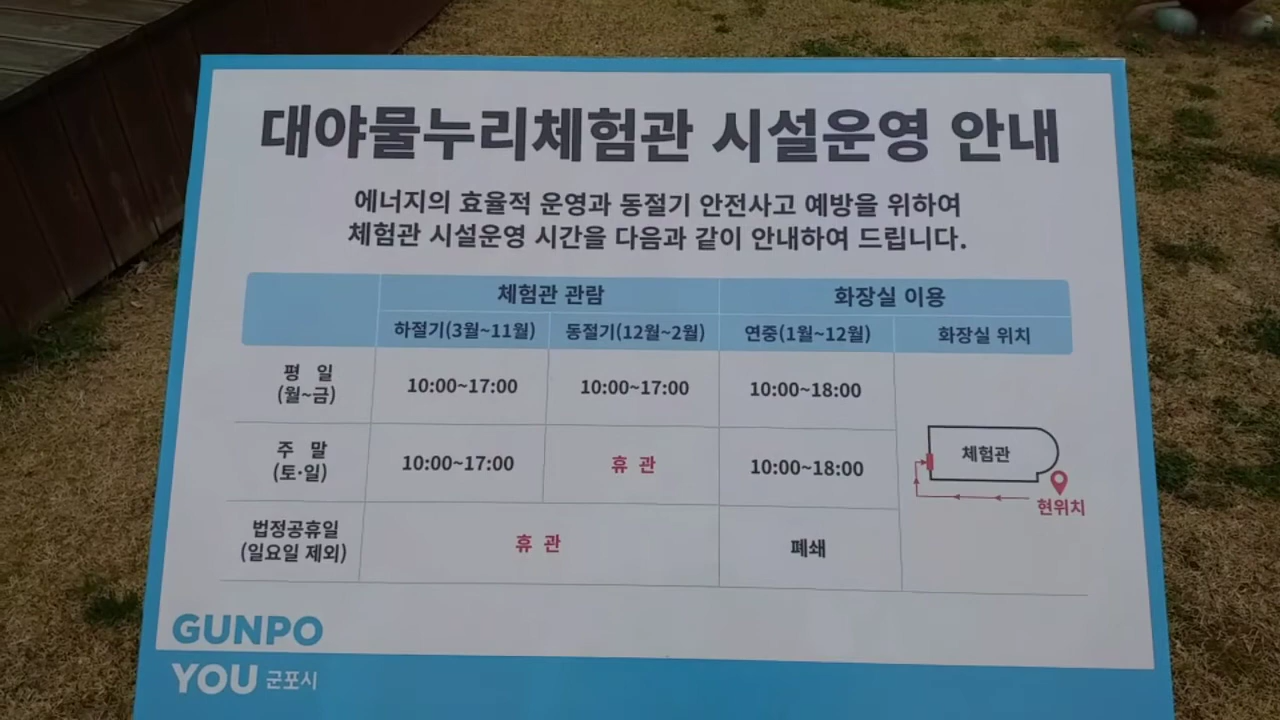 대야물누리체험관 시설운영 안내
에너지의 효율적 운영과 동절기 안전사고 예방을 위하여
체험관 시설운영 시간을 다음과 같이 안내하여 드립니다.
체험관 관람 화장실 이용
하절기(3월~11월) 동절기(12월~2월) 연중(1월~12월) 화장실 위치
평 일
(월~금)
10:00~17:00 10:00~17:00 10:00~18:00
주 말
(토·일)
10:00~17:00 휴 관 10:00~18:00
체험관
현위치
법정공휴일
(일요일 제외)
휴 관 폐쇄
GUNPO
YOU 군포시